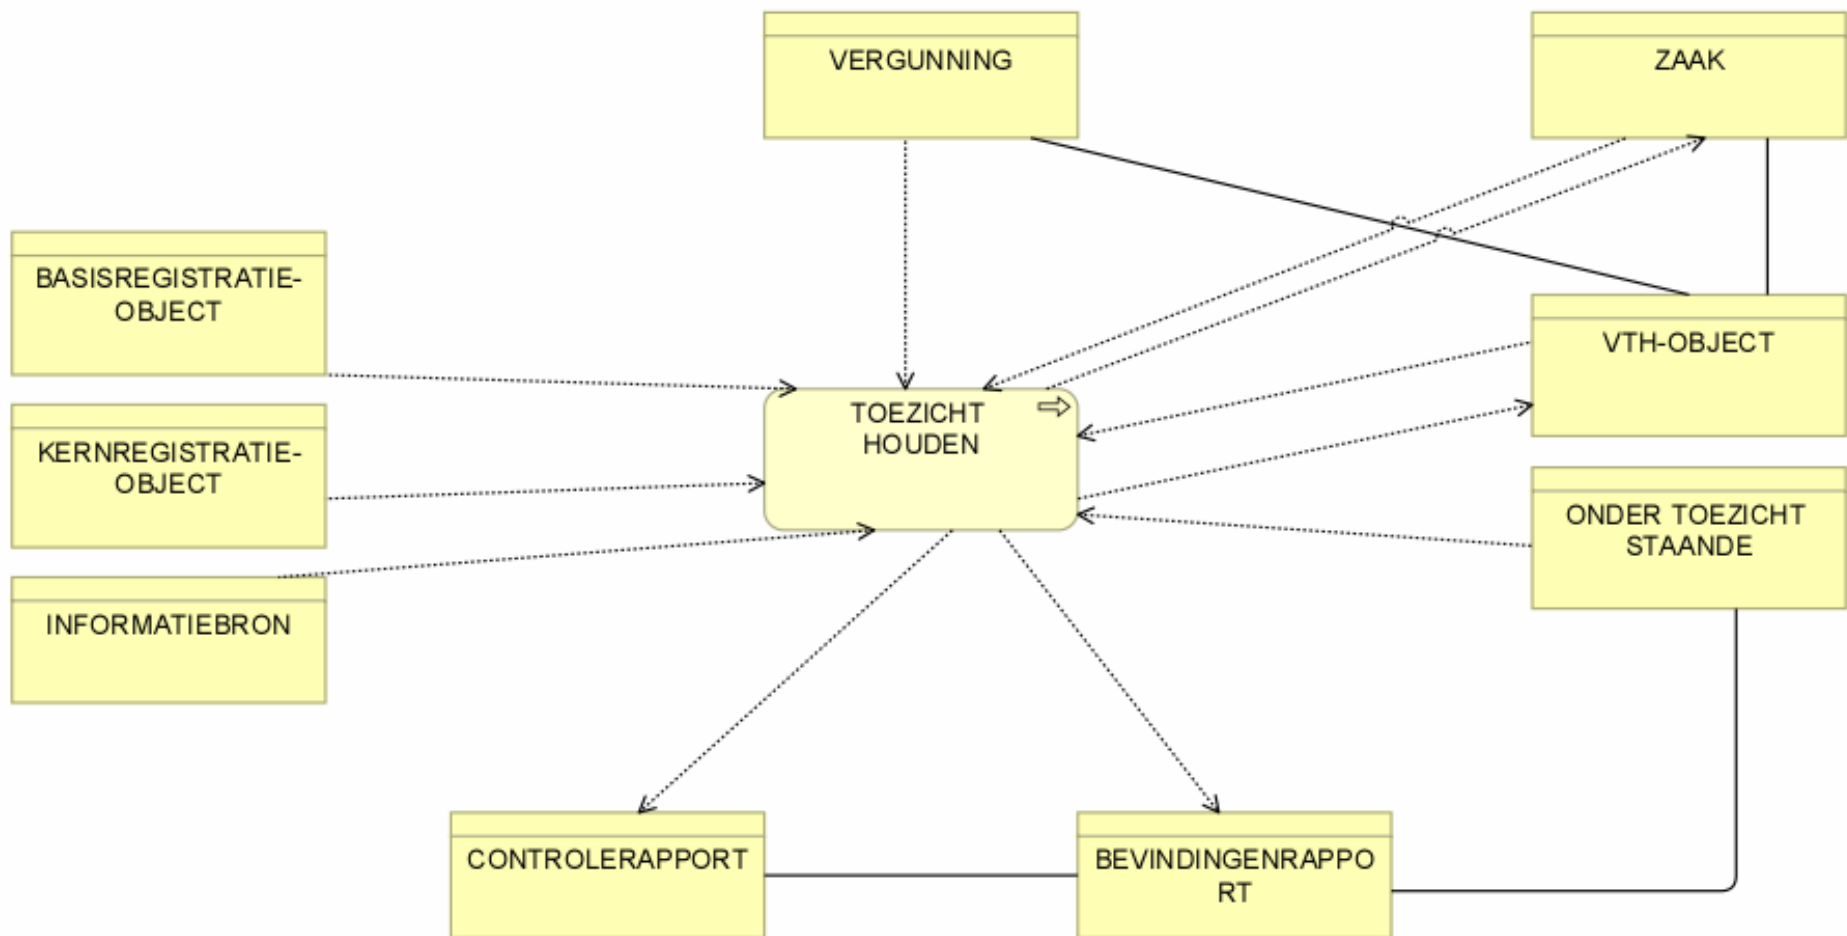 VERGUNNING
ZAAK
BASISREGISTRATIE-
OBJECT
VTH-OBJECT
KERNREGISTRATIE-
OBJECT
TOEZICHT
HOUDEN
ONDER TOEZICHT
STAANDE
INFORMATIEBRON
CONTROLERAPPORT
BEVINDINGENRAPPO
RT